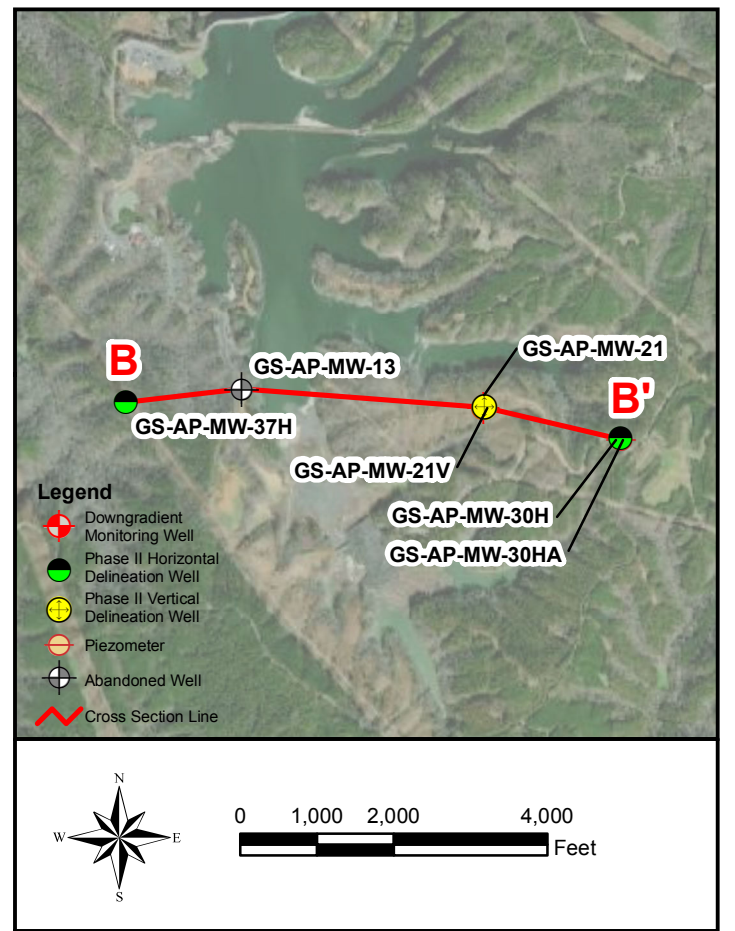 GS-AP-MW-21
B
GS-AP-MW-13
B'
GS-AP-MW-37H
GS-AP-MW-21V
GS-AP-MW-30H
GS-AP-MW-30HA
Legend
Downgradient
Monitoring Well
Phase II Horizontal
Delineation Well
Phase II Vertical
Delineation Well
Piezometer
Abandoned Well
Cross Section Line
N
W
E
S
0 1,000 2,000 4,000
Feet